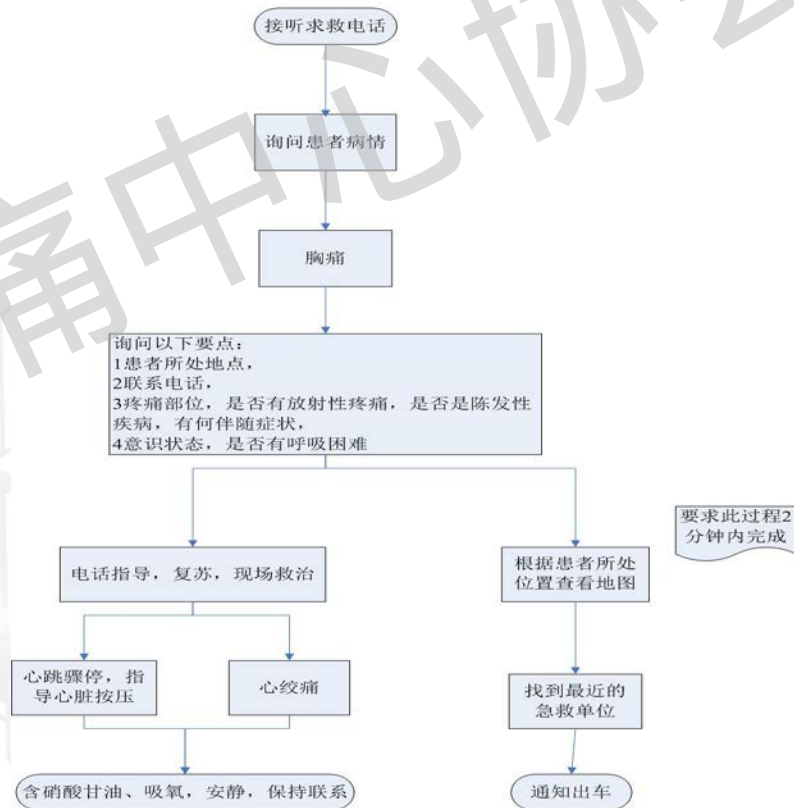 接听求救电话
询问患者病情
胸痛
询问以下要点：
1患者所处地点，
2联系电话，
3疼痛部位，是否有放射性疼痛，是否是陈发性
疾病，有何伴随症状，
4意识状态，是否有呼吸困难
要求此过程2
分钟内完成
电话指导，复苏，现场救治
根据患者所处
位置查看地图
心跳骤停，指
导心脏按压
心绞痛
找到最近的
急救单位
含硝酸甘油、吸氧，安静，保持联系
通知出车
痛中心协会